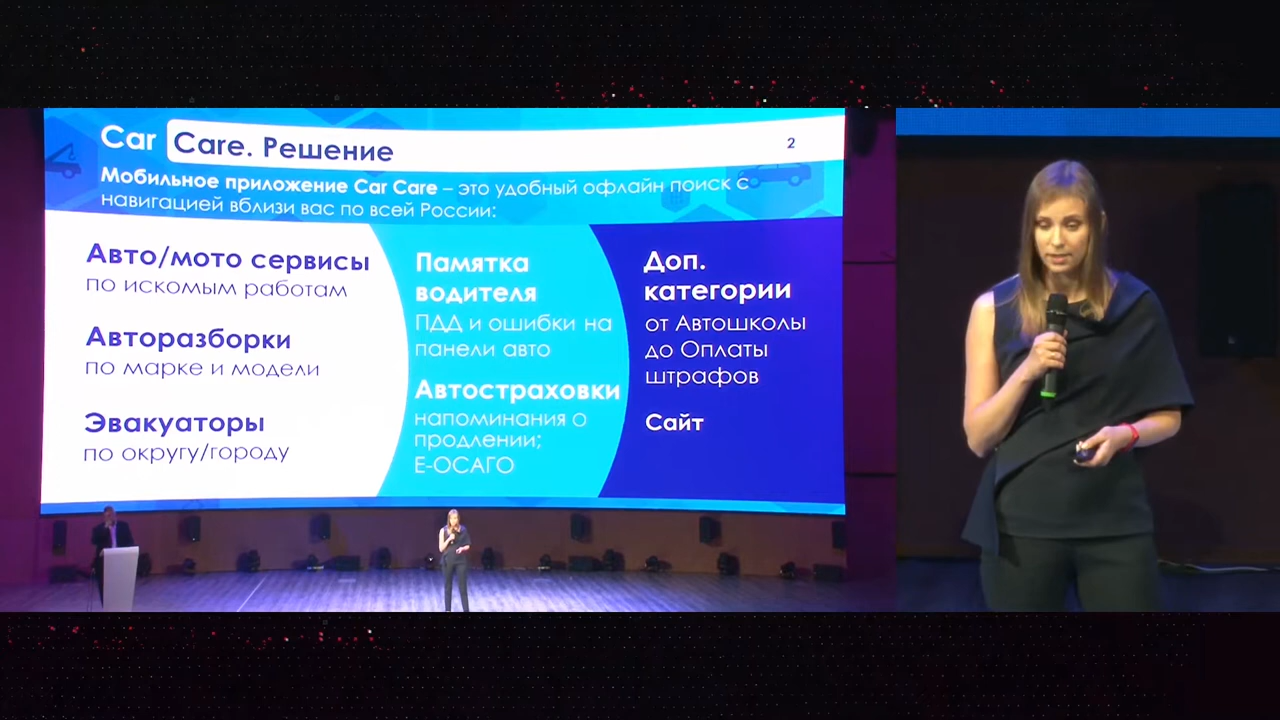 Car Care. Решение
2
Мобильное приложение Car Care – это удобный офлайн поиск с
навигацией вблизи вас по всей России:
Авто/мото сервисы
по искомым работам
Авторазборки
по марке и модели
Эвакуаторы
по округу/городу
Памятка
водителя
ПДД и ошибки на
панели авто
Автостраховки
напоминания о
продлении;
Е-ОСАГО
Доп.
категории
от Автошколы
до Оплаты
штрафов
Сайт